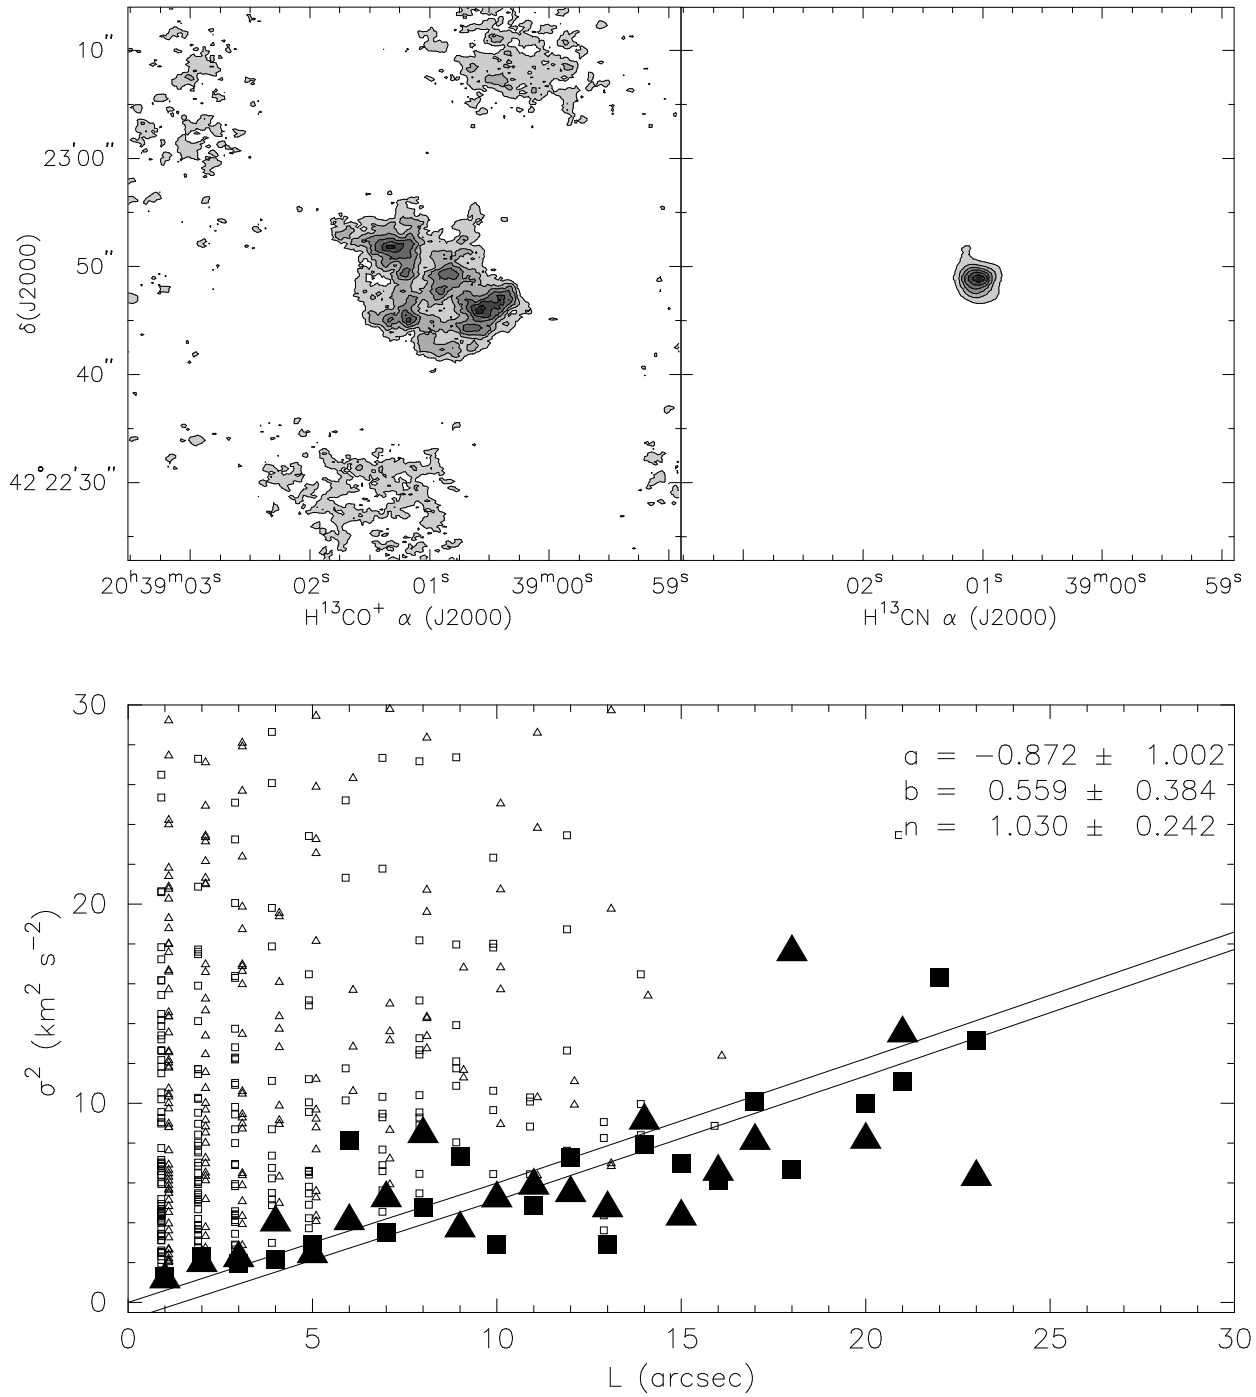 10"
23'00"
50"
40"
42°22'30"
δ(J2000)
20ʰ39ᵐ03ˢ 02ˢ 01ˢ 39ᵐ00ˢ 59ˢ
02ˢ 01ˢ 39ᵐ00ˢ 59ˢ
H¹³CO⁺ α (J2000)
H¹³CN α (J2000)
30
20
10
0
σ² (km² s⁻²)
a = −0.872 ± 1.002
b = 0.559 ± 0.384
n = 1.030 ± 0.242
0 5 10 15 20 25 30
L (arcsec)